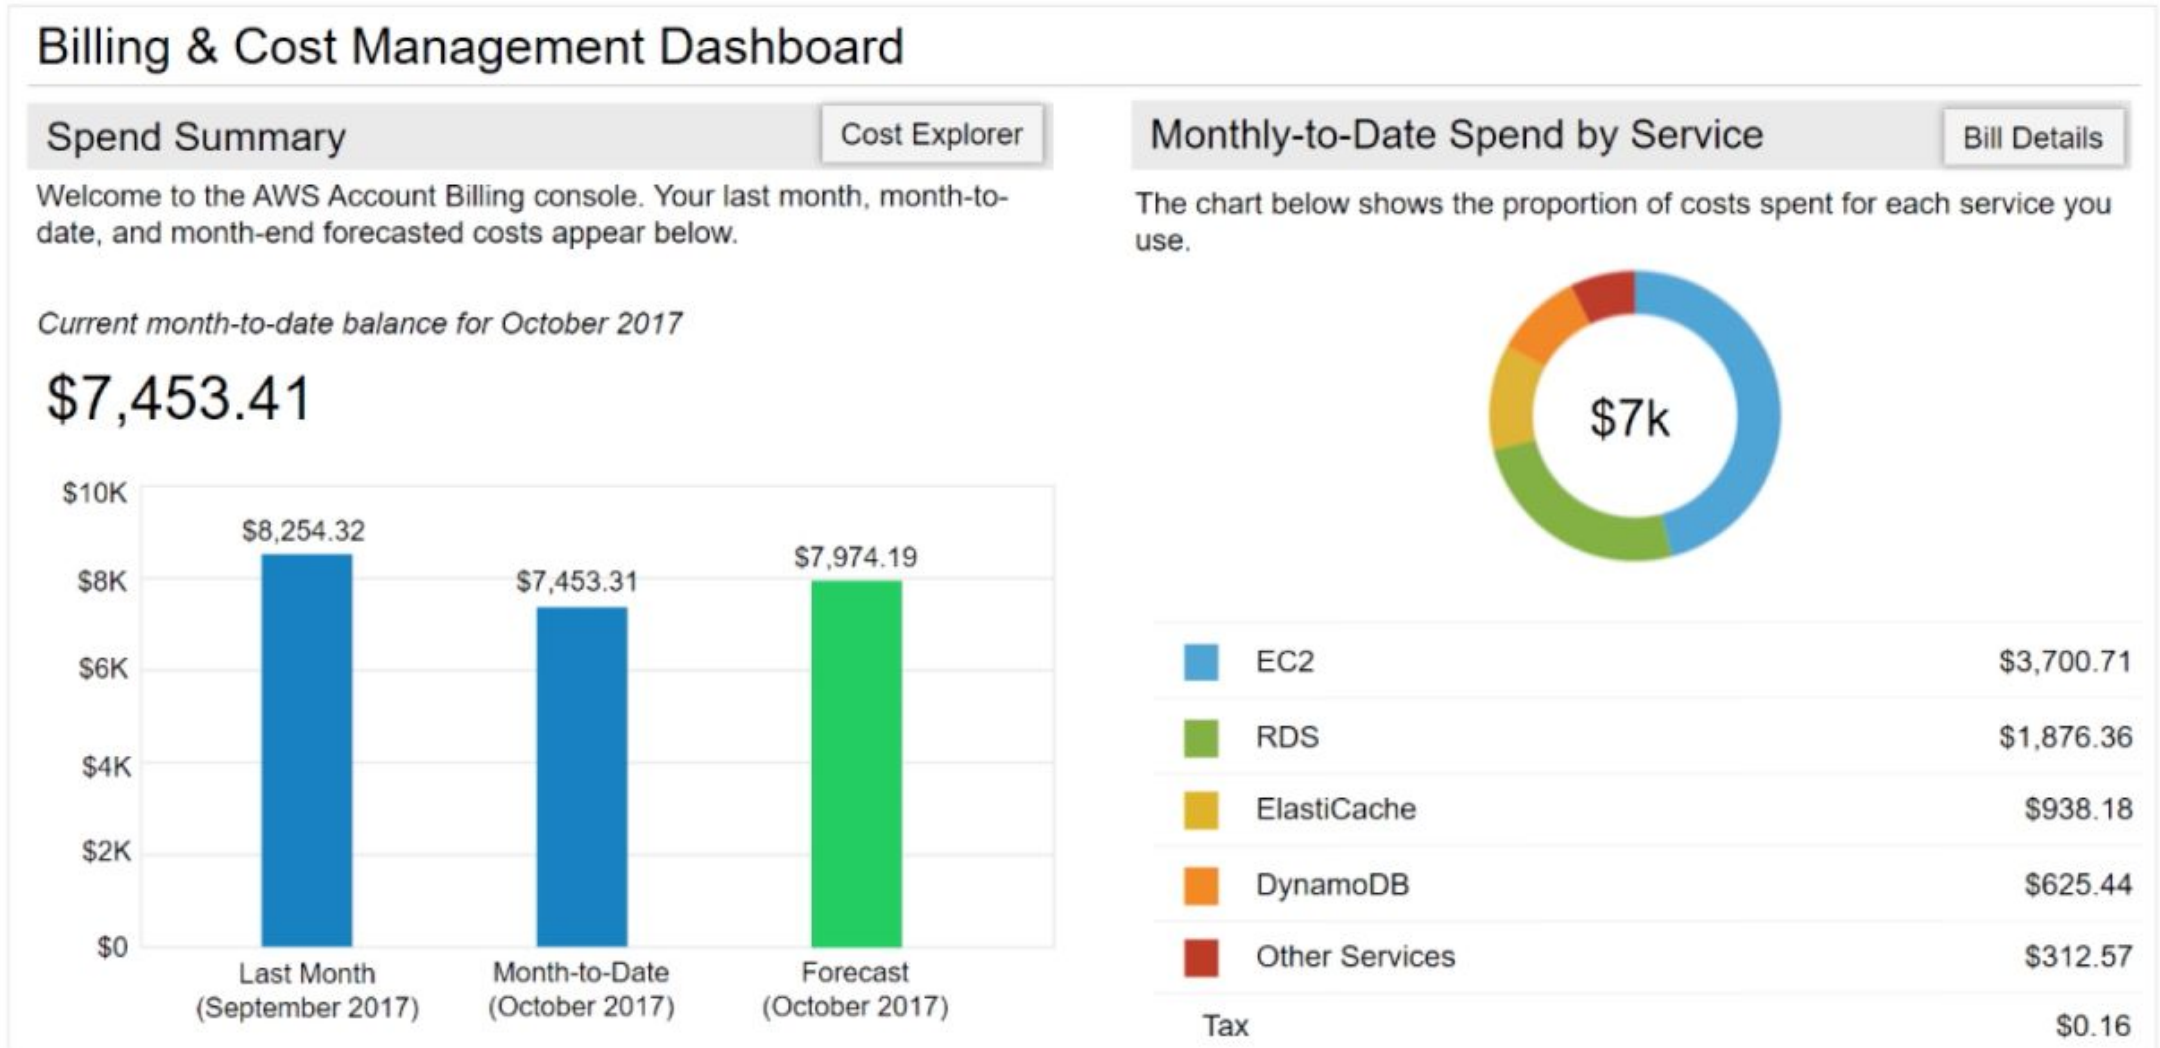 Billing & Cost Management Dashboard
Spend Summary
Cost Explorer
Welcome to the AWS Account Billing console. Your last month, month-to-
date, and month-end forecasted costs appear below.
Current month-to-date balance for October 2017
$7,453.41
$10K
$8K
$6K
$4K
$2K
$0
$8,254.32
$7,453.31
$7,974.19
Last Month
(September 2017)
Month-to-Date
(October 2017)
Forecast
(October 2017)
Monthly-to-Date Spend by Service
Bill Details
The chart below shows the proportion of costs spent for each service you
use.
$7k
EC2 $3,700.71
RDS $1,876.36
ElastiCache $938.18
DynamoDB $625.44
Other Services $312.57
Tax $0.16